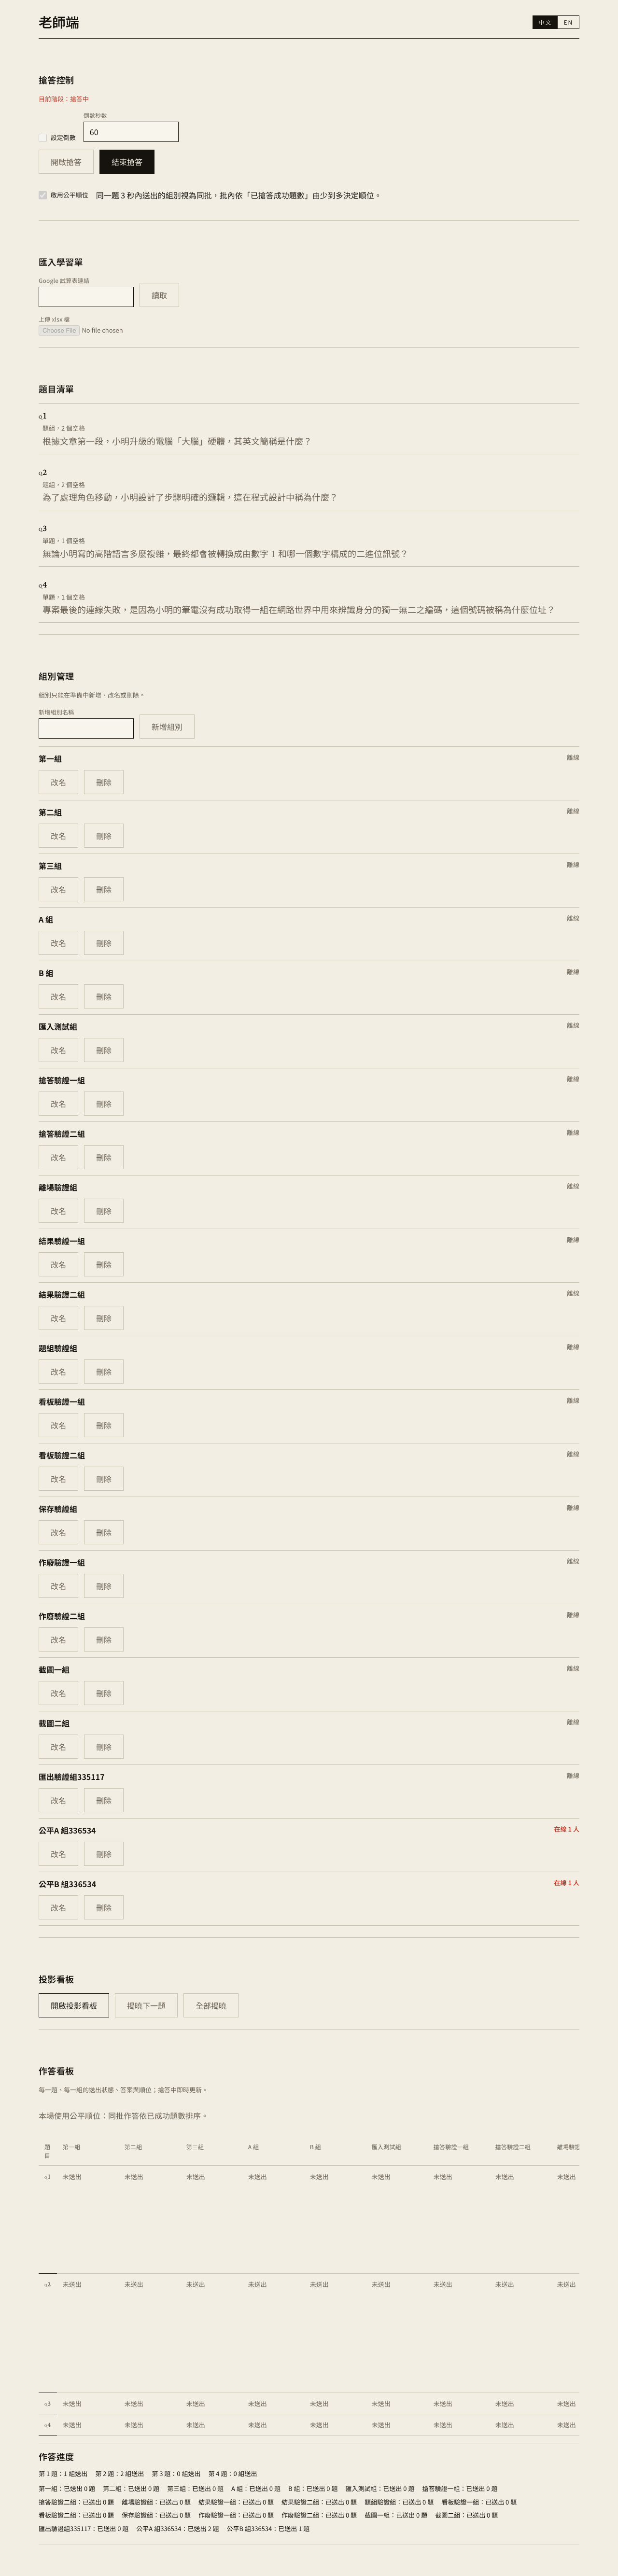 老師端
中文 EN
搶答控制
目前階段：搶答中
倒數秒數
設定倒數 60
開啟搶答 結束搶答
啟用公平順位 同一題 3 秒內送出的組別視為同批，批內依「已搶答成功題數」由少到多決定順位。
匯入學習單
Google 試算表連結
讀取
上傳 xlsx 檔
Choose File No file chosen
題目清單
Q1
題組，2 個空格
根據文章第一段，小明升級的電腦「大腦」硬體，其英文簡稱是什麼？
Q2
題組，2 個空格
為了處理角色移動，小明設計了步驟明確的邏輯，這在程式設計中稱為什麼？
Q3
單題，1 個空格
無論小明寫的高階語言多麼複雜，最終都會被轉換成由數字 1 和哪一個數字構成的二進位訊號？
Q4
單題，1 個空格
專案最後的連線失敗，是因為小明的筆電沒有成功取得一組在網路世界中用來辨識身分的獨一無二之編碼，這個號碼被稱為什麼位址？
組別管理
組別只能在準備中新增、改名或刪除。
新增組別名稱
新增組別
第一組 離線
改名 刪除
第二組 離線
改名 刪除
第三組 離線
改名 刪除
A 組 離線
改名 刪除
B 組 離線
改名 刪除
匯入測試組 離線
改名 刪除
搶答驗證一組 離線
改名 刪除
搶答驗證二組 離線
改名 刪除
離場驗證組 離線
改名 刪除
結果驗證一組 離線
改名 刪除
結果驗證二組 離線
改名 刪除
題組驗證組 離線
改名 刪除
看板驗證一組 離線
改名 刪除
看板驗證二組 離線
改名 刪除
保存驗證組 離線
改名 刪除
作廢驗證一組 離線
改名 刪除
作廢驗證二組 離線
改名 刪除
截圖一組 離線
改名 刪除
截圖二組 離線
改名 刪除
匯出驗證組335117 離線
改名 刪除
公平A 組336534 在線 1 人
改名 刪除
公平B 組336534 在線 1 人
改名 刪除
投影看板
開啟投影看板 揭曉下一題 全部揭曉
作答看板
每一題、每一組的送出狀態、答案與順位；搶答中即時更新。
本場使用公平順位：同批作答依已成功題數排序。
題目 第一組 第二組 第三組 A 組 B 組 匯入測試組 搶答驗證一組 搶答驗證二組 離場驗證
Q1 未送出 未送出 未送出 未送出 未送出 未送出 未送出 未送出 未送出
Q2 未送出 未送出 未送出 未送出 未送出 未送出 未送出 未送出 未送出
Q3 未送出 未送出 未送出 未送出 未送出 未送出 未送出 未送出 未送出
Q4 未送出 未送出 未送出 未送出 未送出 未送出 未送出 未送出 未送出
作答進度
第 1 題：1 組送出 第 2 題：2 組送出 第 3 題：0 組送出 第 4 題：0 組送出
第一組：已送出 0 題 第二組：已送出 0 題 第三組：已送出 0 題 A 組：已送出 0 題 B 組：已送出 0 題 匯入測試組：已送出 0 題 搶答驗證一組：已送出 0 題
搶答驗證二組：已送出 0 題 離場驗證組：已送出 0 題 結果驗證一組：已送出 0 題 結果驗證二組：已送出 0 題 題組驗證組：已送出 0 題 看板驗證一組：已送出 0 題
看板驗證二組：已送出 0 題 保存驗證組：已送出 0 題 作廢驗證一組：已送出 0 題 作廢驗證二組：已送出 0 題 截圖一組：已送出 0 題 截圖二組：已送出 0 題
匯出驗證組335117：已送出 0 題 公平A 組336534：已送出 2 題 公平B 組336534：已送出 1 題